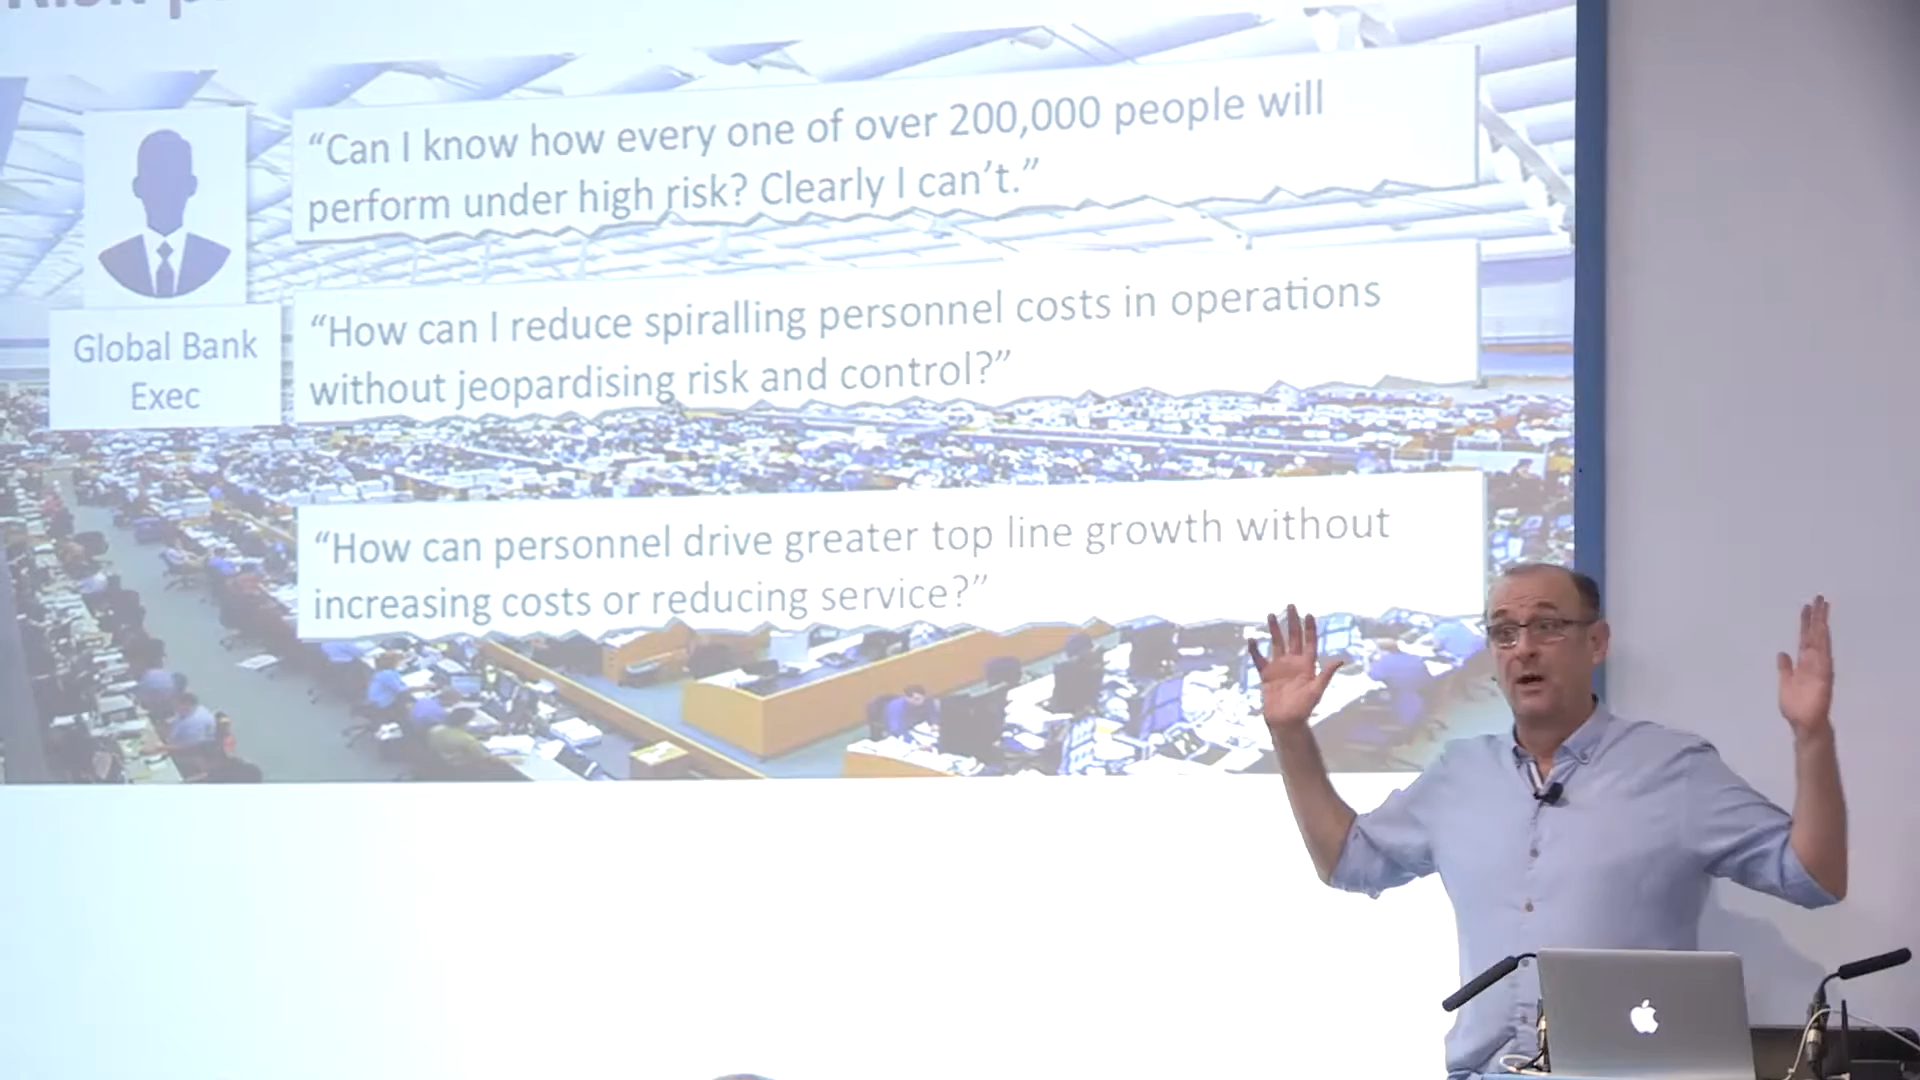 “Can I know how every one of over 200,000 people will
perform under high risk? Clearly I can’t.”
Global Bank
Exec
“How can I reduce spiralling personnel costs in operations
without jeopardising risk and control?”
“How can personnel drive greater top line growth without
increasing costs or reducing service?”